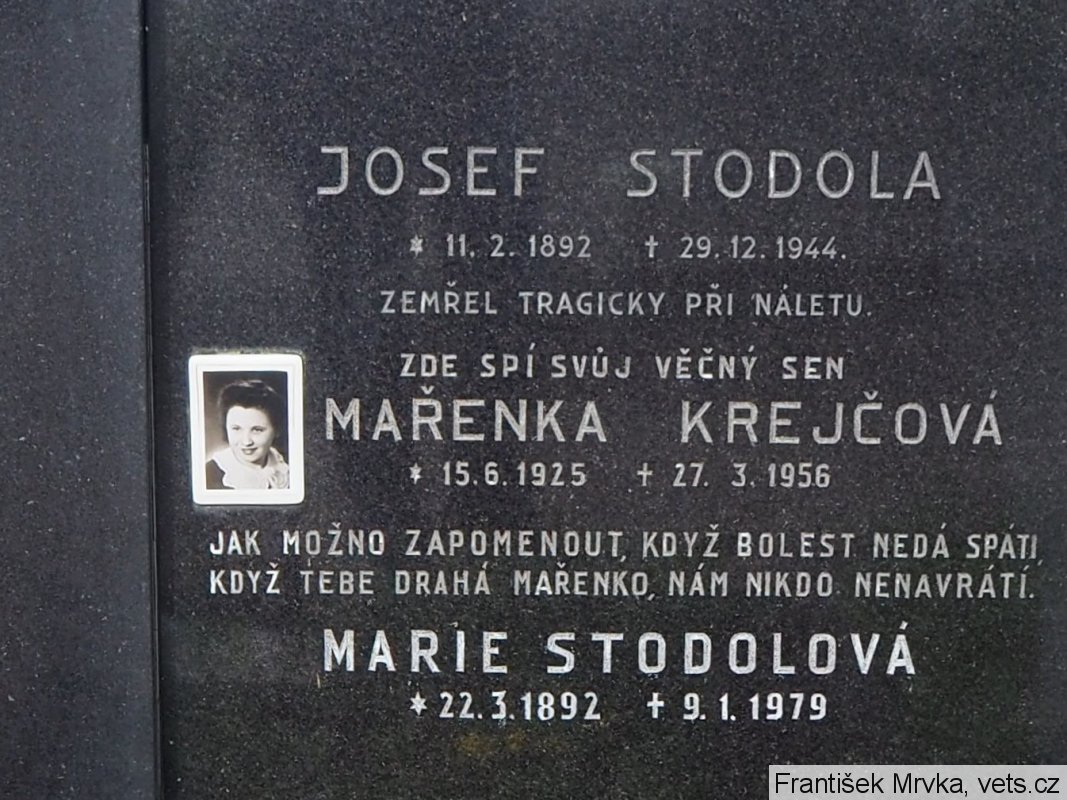 JOSEF STODOLA
* 11. 2. 1892 † 29. 12. 1944.
ZEMŘEL TRAGICKY PŘI NÁLETU.
ZDE SPÍ SVŮJ VĚČNÝ SEN
MAŘENKA KREJČOVÁ
* 15. 6. 1925 † 27. 3. 1956
JAK MOŽNO ZAPOMENOUT, KDYŽ BOLEST NEDÁ SPÁTI,
KDYŽ TEBE DRAHÁ MAŘENKO, NÁM NIKDO NENAVRÁTÍ.
MARIE STODOLOVÁ
* 22. 3. 1892 † 9. 1. 1979
František Mrvka, vets.cz